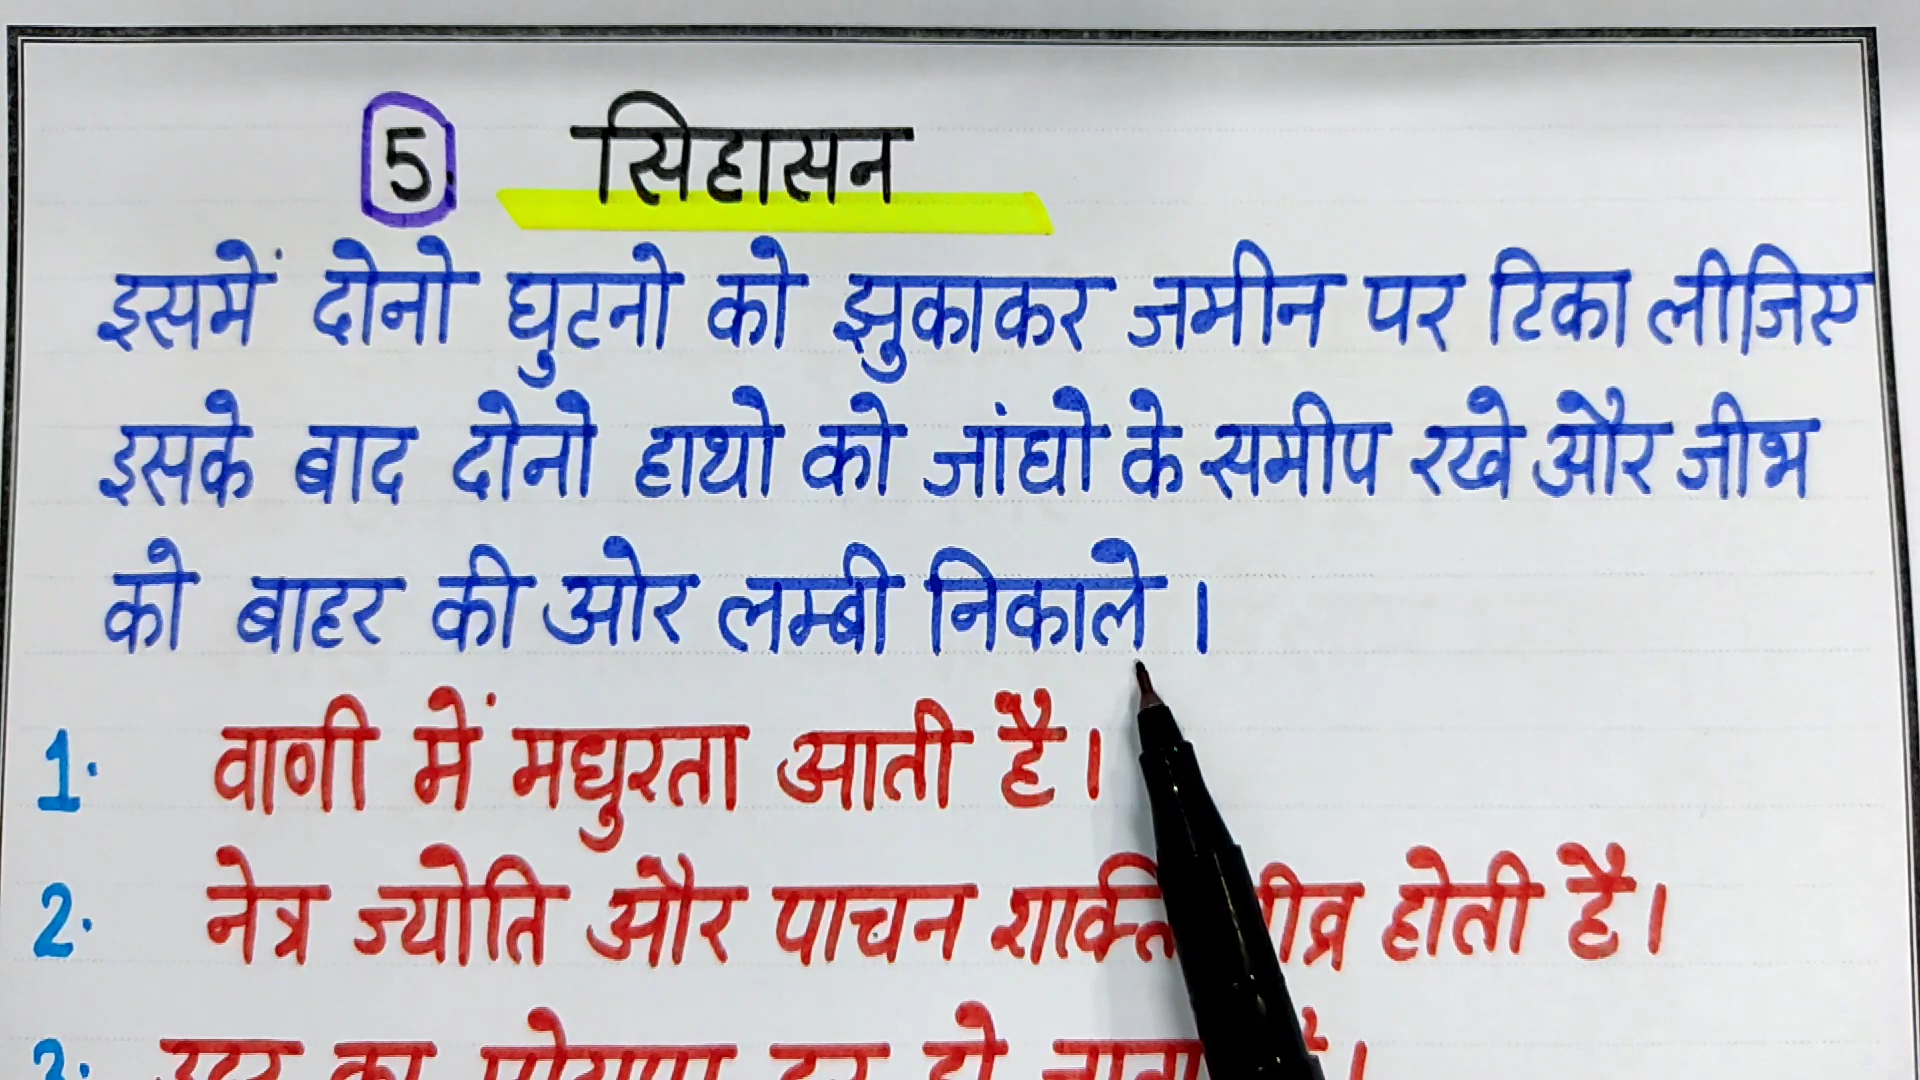 5. सिहासन
इसमें दोनो घुटनो को झुकाकर जमीन पर टिका लीजिए
इसके बाद दोनो हाथो को जांघो के समीप रखे और जीभ
को बाहर की ओर लम्बी निकाले ।
1. वाणी में मधुरता आती है।
2. नेत्र ज्योति और पाचन शक्ति होती है।
3. का